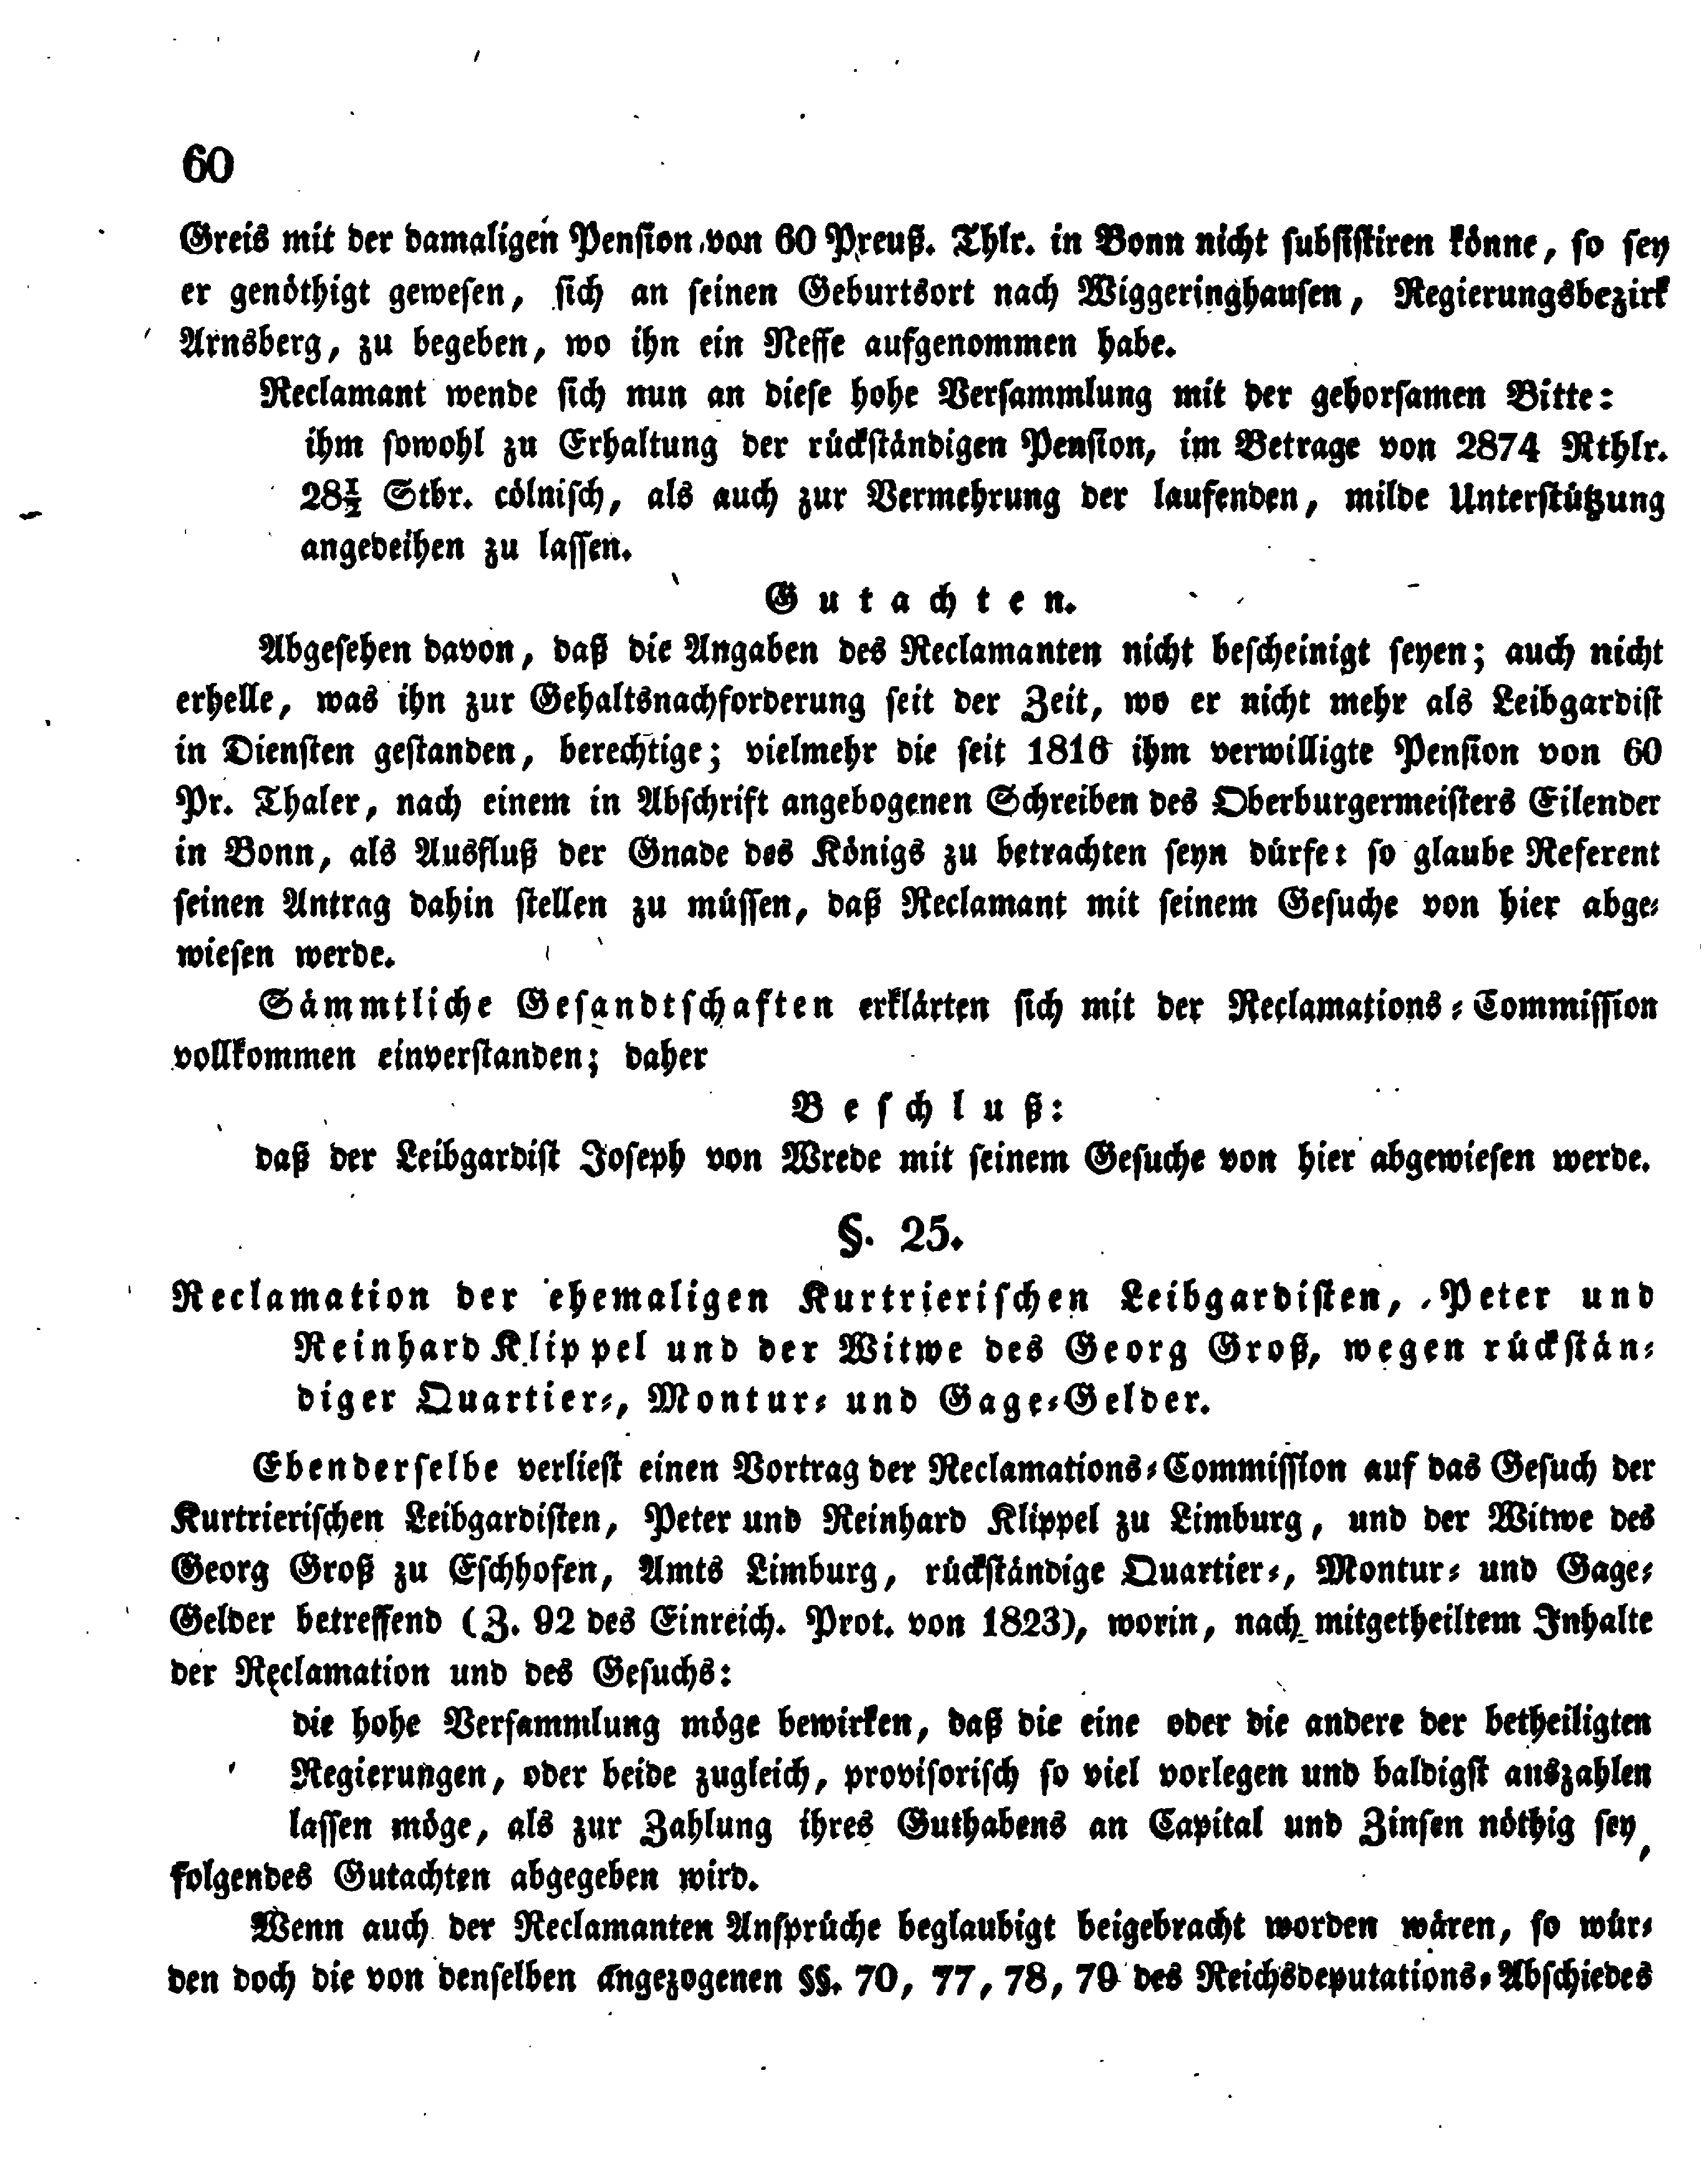 60
Greis mit der damaligen Pension von 60 Preuß. Thlr. in Bonn nicht subsistiren könne, so sey
er genöthigt gewesen, sich an seinen Geburtsort nach Wiggeringhausen, Regierungsbezirk
Arnsberg, zu begeben, wo ihn ein Neffe aufgenommen habe.
Reclamant wende sich nun an diese hohe Versammlung mit der gehorsamen Bitte:
ihm sowohl zu Erhaltung der rückständigen Pension, im Betrage von 2874 Rthlr.
28½ Stbr. cölnisch, als auch zur Vermehrung der laufenden, milde Unterstützung
angedeihen zu lassen.
Gutachten.
Abgesehen davon, daß die Angaben des Reclamanten nicht bescheinigt seyen; auch nicht
erhelle, was ihn zur Gehaltsnachforderung seit der Zeit, wo er nicht mehr als Leibgardist
in Diensten gestanden, berechtige; vielmehr die seit 1816 ihm verwilligte Pension von 60
Pr. Thaler, nach einem in Abschrift angebogenen Schreiben des Oberburgermeisters Eilender
in Bonn, als Ausfluß der Gnade des Königs zu betrachten seyn dürfe: so glaube Referent
seinen Antrag dahin stellen zu müssen, daß Reclamant mit seinem Gesuche von hier abge-
wiesen werde.
Sämmtliche Gesandtschaften erklärten sich mit der Reclamations-Commission
vollkommen einverstanden; daher
Beschluß:
daß der Leibgardist Joseph von Wrede mit seinem Gesuche von hier abgewiesen werde.
§. 25.
Reclamation der ehemaligen Kurtrierischen Leibgardisten, Peter und
Reinhard Klippel und der Witwe des Georg Groß, wegen rückstän-
diger Quartier-, Montur- und Gage-Gelder.
Ebenderselbe verliest einen Vortrag der Reclamations-Commission auf das Gesuch der
Kurtrierischen Leibgardisten, Peter und Reinhard Klippel zu Limburg, und der Witwe des
Georg Groß zu Eschhofen, Amts Limburg, rückständige Quartier-, Montur- und Gage-
Gelder betreffend (Z. 92 des Einreich. Prot. von 1823), worin, nach mitgetheiltem Inhalte
der Reclamation und des Gesuchs:
die hohe Versammlung möge bewirken, daß die eine oder die andere der betheiligten
Regierungen, oder beide zugleich, provisorisch so viel vorlegen und baldigst auszahlen
lassen möge, als zur Zahlung ihres Guthabens an Capital und Zinsen nöthig sey,
folgendes Gutachten abgegeben wird.
Wenn auch der Reclamanten Ansprüche beglaubigt beigebracht worden wären, so wür-
den doch die von denselben angezogenen §§. 70, 77, 78, 79 des Reichsdeputations-Abschiedes